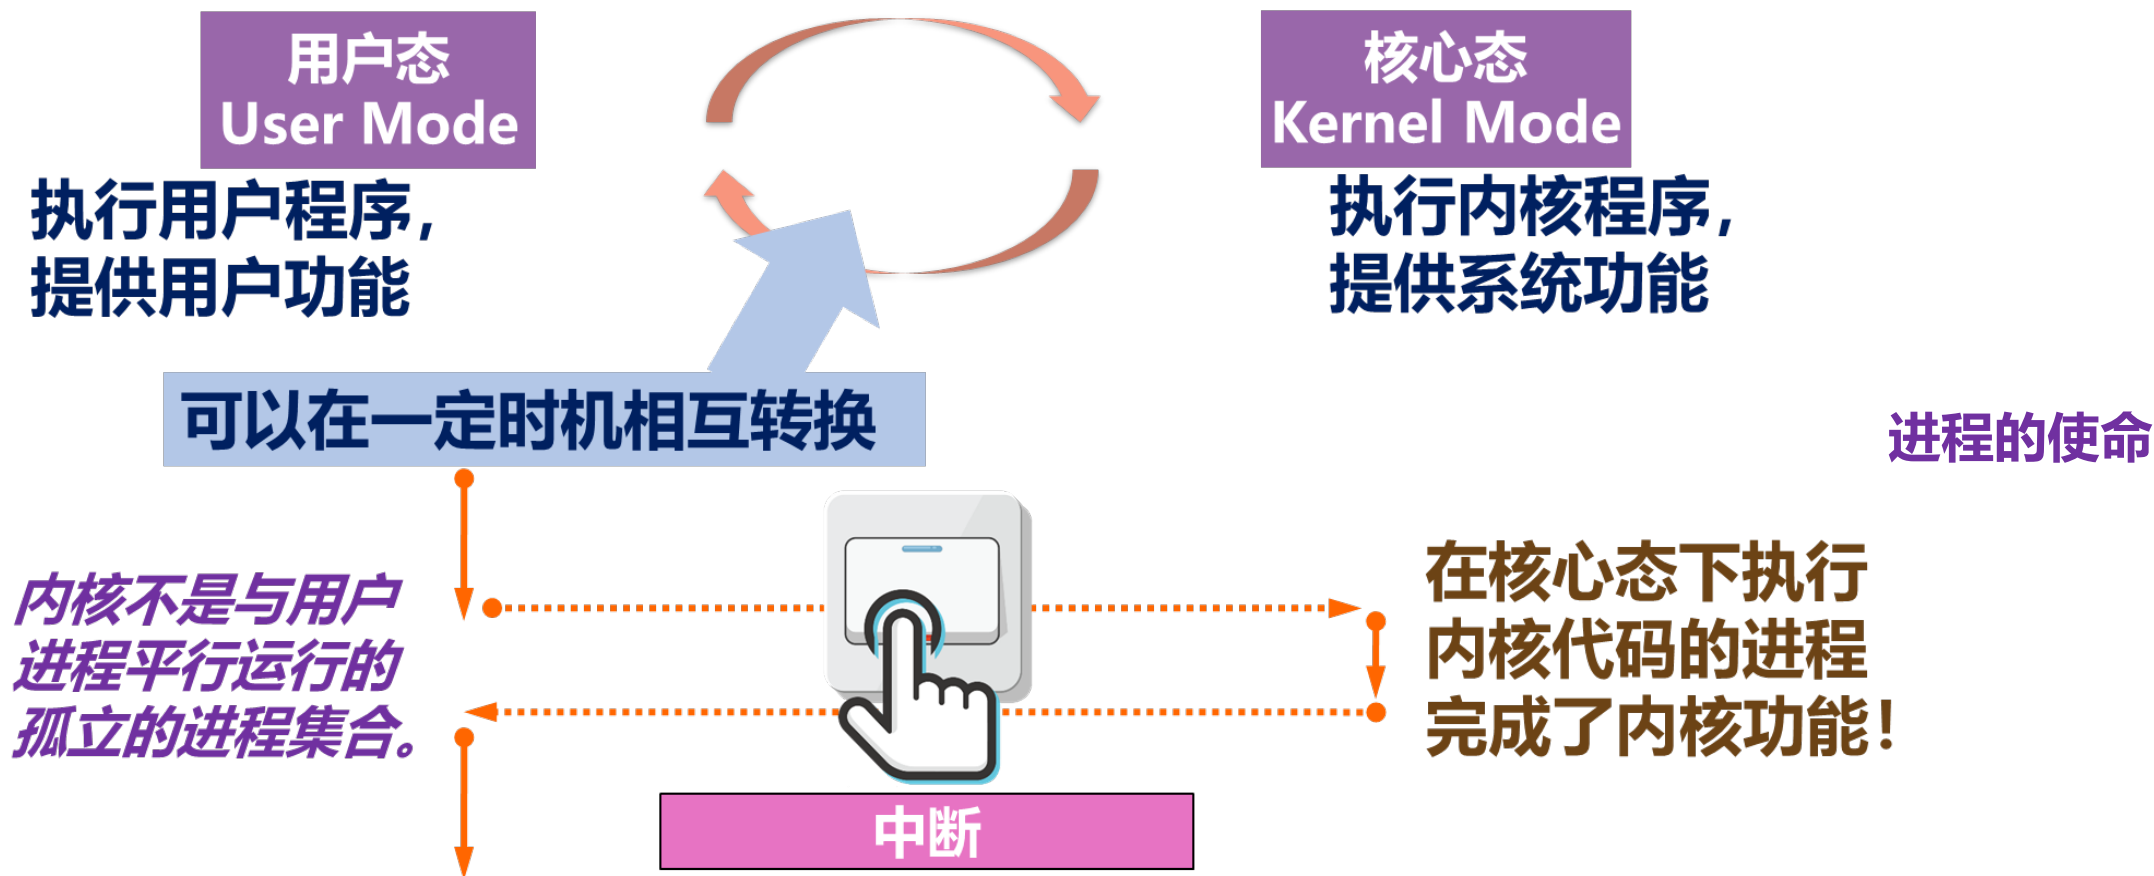 用户态
User Mode
核心态
Kernel Mode
执行用户程序，
提供用户功能
执行内核程序，
提供系统功能
可以在一定时机相互转换
进程的使命
内核不是与用户
进程平行运行的
孤立的进程集合。
在核心态下执行
内核代码的进程
完成了内核功能！
中断